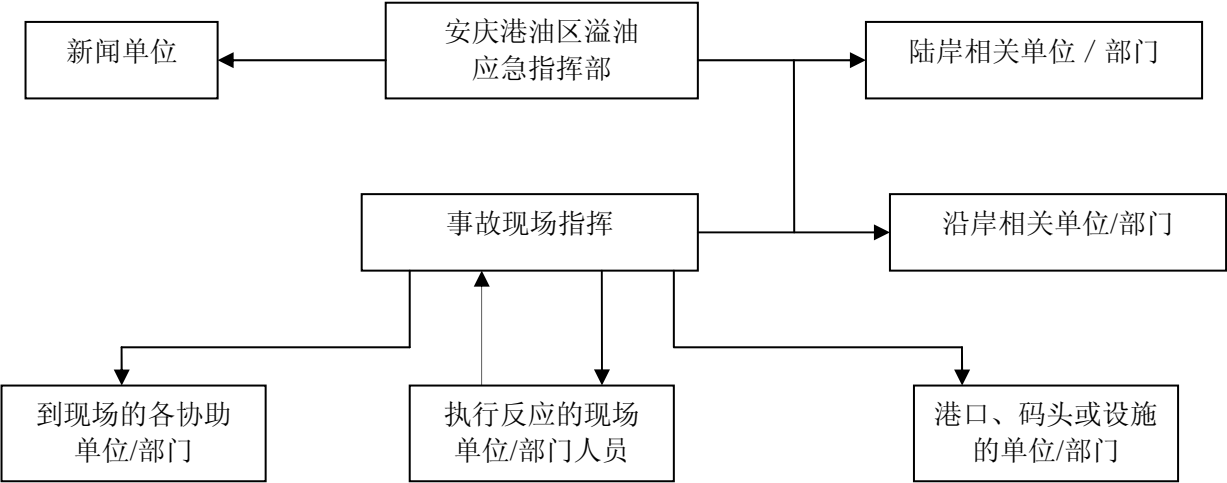 新闻单位
安庆港油区溢油
应急指挥部
陆岸相关单位／部门
事故现场指挥
沿岸相关单位/部门
到现场的各协助
单位/部门
执行反应的现场
单位/部门人员
港口、码头或设施
的单位/部门